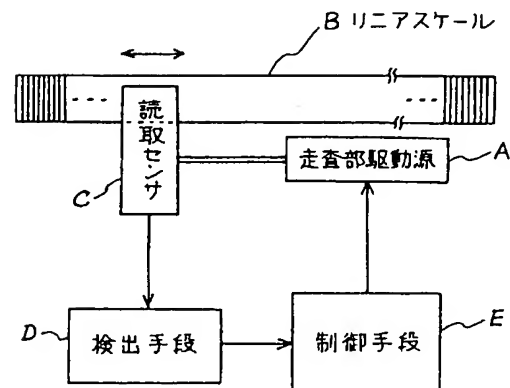 B リニアスケール
読取センサ
C
走査部駆動源
A
D
検出手段
制御手段
E